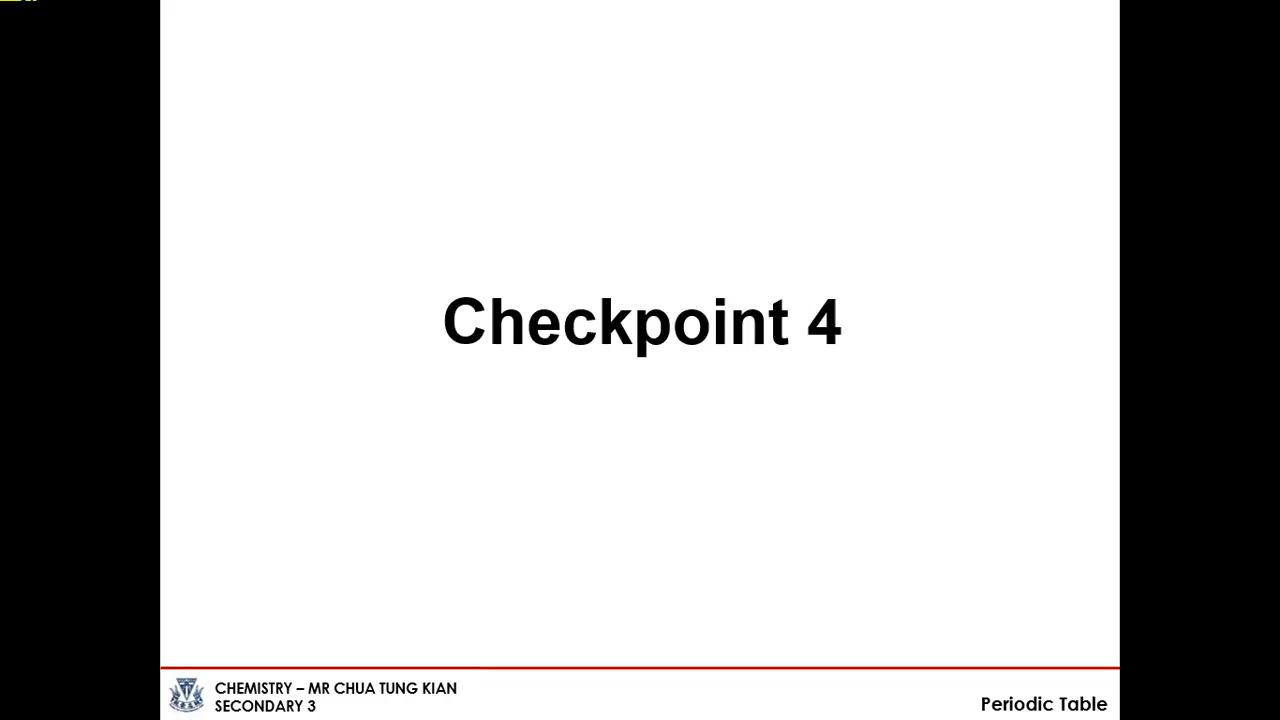 Checkpoint 4
CHEMISTRY – MR CHUA TUNG KIAN
SECONDARY 3
Periodic Table